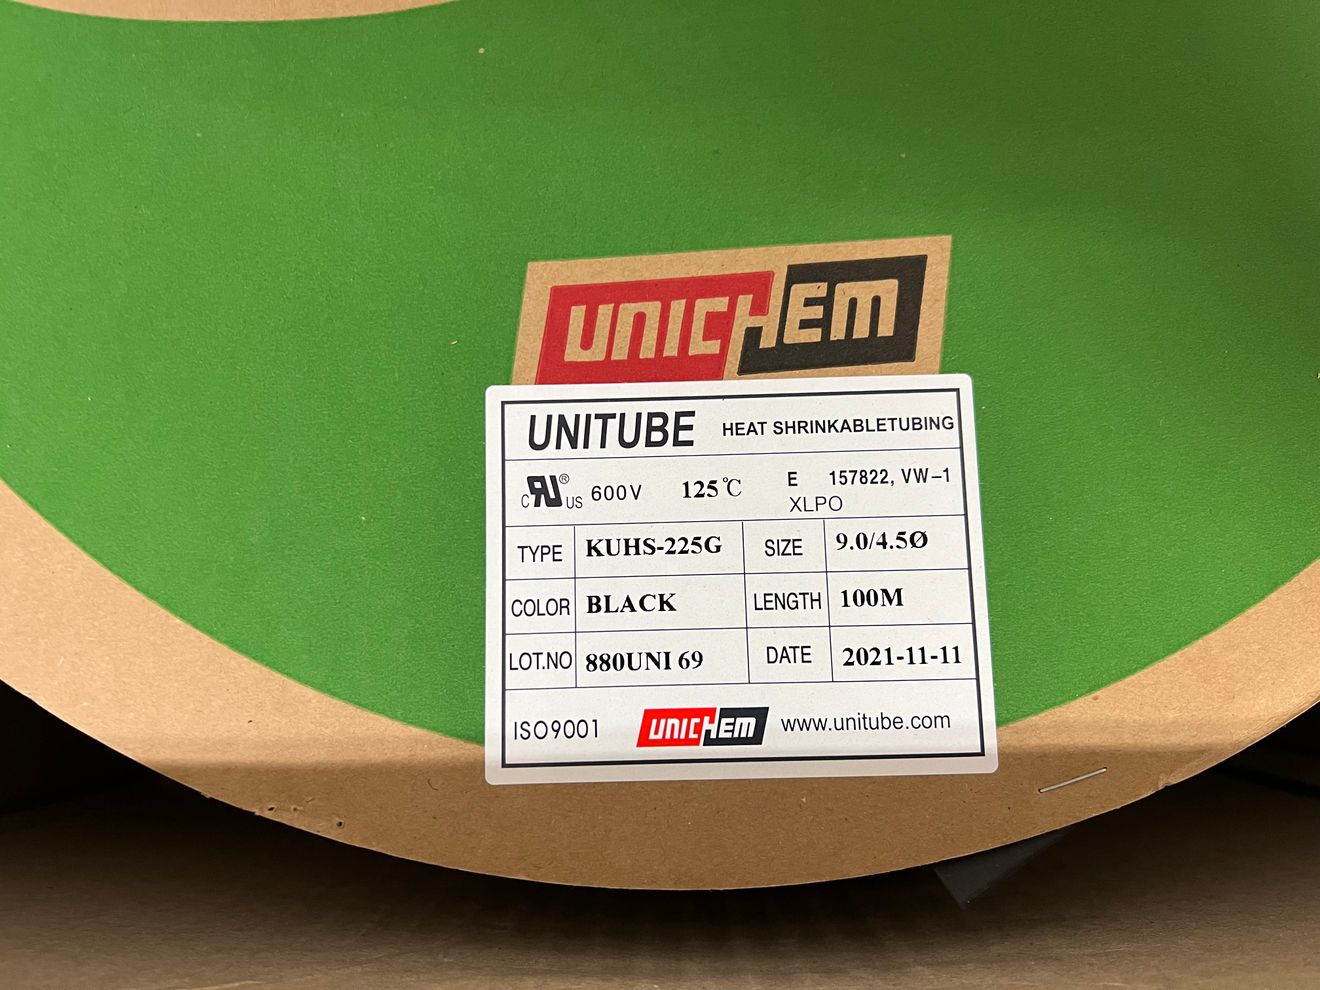 UNICHEM
UNITUBE HEAT SHRINKABLETUBING
c RU ® US 600V 125℃ E 157822, VW-1
XLPO
TYPE KUHS-225G SIZE 9.0/4.5Ø
COLOR BLACK LENGTH 100M
LOT.NO 880UNI 69 DATE 2021-11-11
ISO9001 UNICHEM www.unitube.com